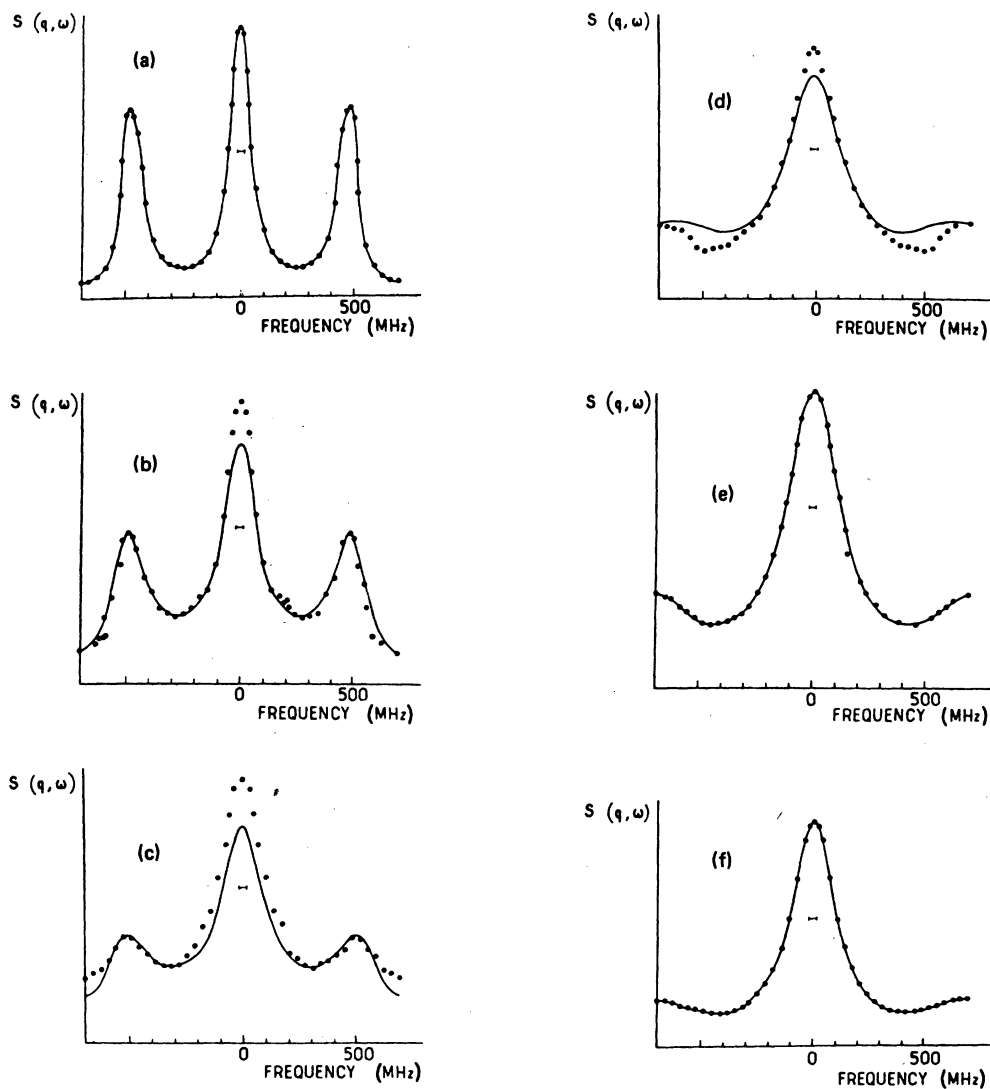 S (q,ω)
(a)
0 500
FREQUENCY (MHz)
S (q,ω)
(b)
0 500
FREQUENCY (MHz)
S (q,ω)
(c)
0 500
FREQUENCY (MHz)
S (q,ω)
(d)
0 500
FREQUENCY (MHz)
S (q,ω)
(e)
0 500
FREQUENCY (MHz)
S (q,ω)
(f)
0 500
FREQUENCY (MHz)